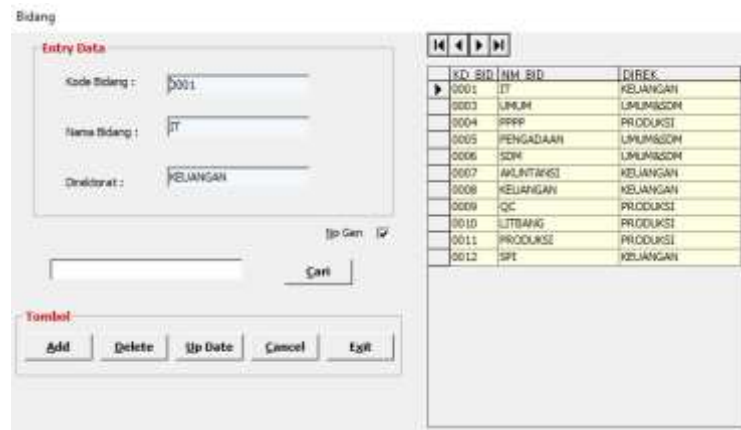 Bidang
Entry Data
Kode Bidang :
0001
Nama Bidang :
IT
Direktorat :
KEUANGAN
No Gen
Cari
Tombol
Add Delete Up Date Cancel Exit
KD_BID NM_BID DIREK
0001 IT KEUANGAN
0003 UMUM UMUM&SDM
0004 PPPP PRODUKSI
0005 PENGADAAN UMUM&SDM
0006 SDM UMUM&SDM
0007 AKUNTANSI KEUANGAN
0008 KEUANGAN KEUANGAN
0009 QC PRODUKSI
0010 LITBANG PRODUKSI
0011 PRODUKSI PRODUKSI
0012 SPI KEUANGAN